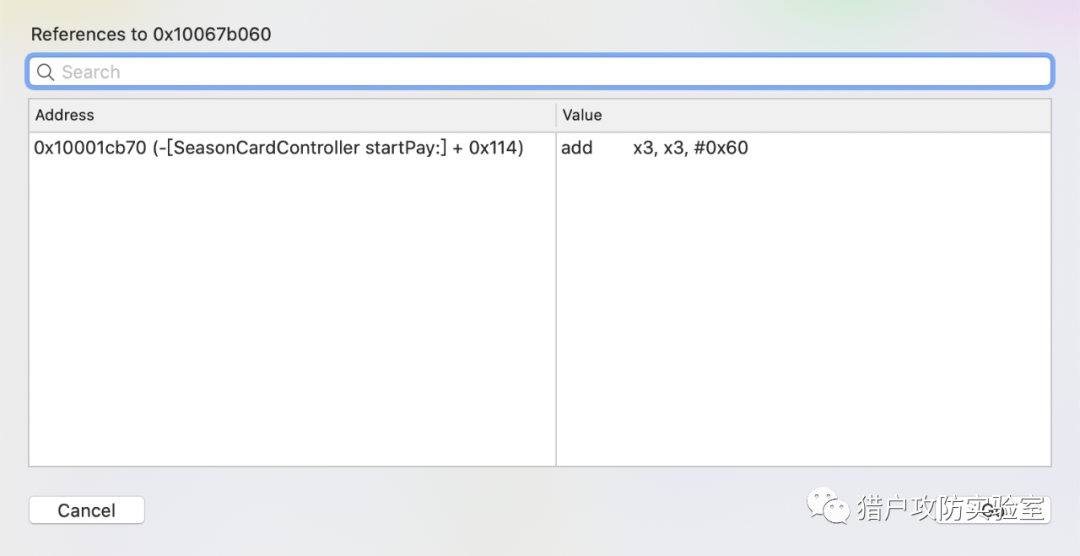 References to 0x10067b060
Search
Address Value
0x10001cb70 (-[SeasonCardController startPay:] + 0x114) add x3, x3, #0x60
Cancel Go
猎户攻防实验室